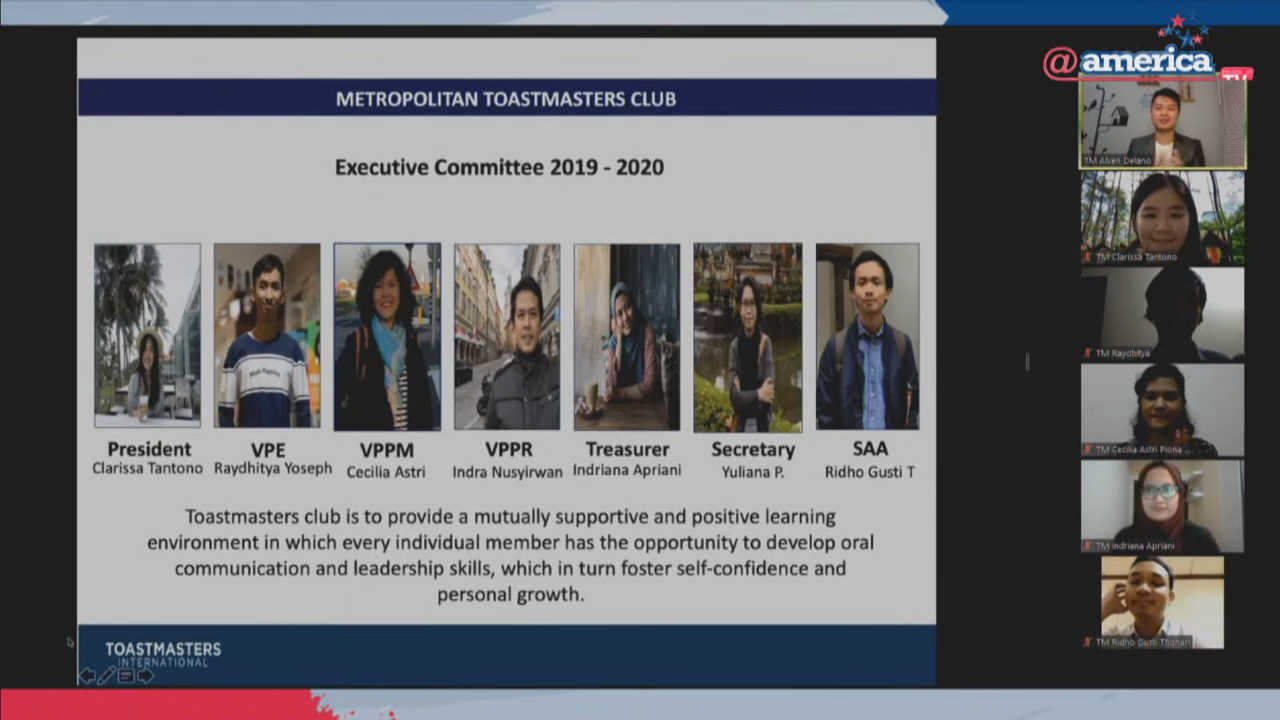 @america
TV
METROPOLITAN TOASTMASTERS CLUB
Executive Committee 2019 - 2020
President
Clarissa Tantono
VPE
Raydhitya Yoseph
VPPM
Cecilia Astri
VPPR
Indra Nusyirwan
Treasurer
Indriana Apriani
Secretary
Yuliana P.
SAA
Ridho Gusti T
Toastmasters club is to provide a mutually supportive and positive learning
environment in which every individual member has the opportunity to develop oral
communication and leadership skills, which in turn foster self-confidence and
personal growth.
TOASTMASTERS
INTERNATIONAL
TM Alven Delano
TM Clarissa Tantono
TM Raydhitya
TM Cecilia Astri Piona ...
TM Indriana Apriani
TM Ridho Gusti Thohari